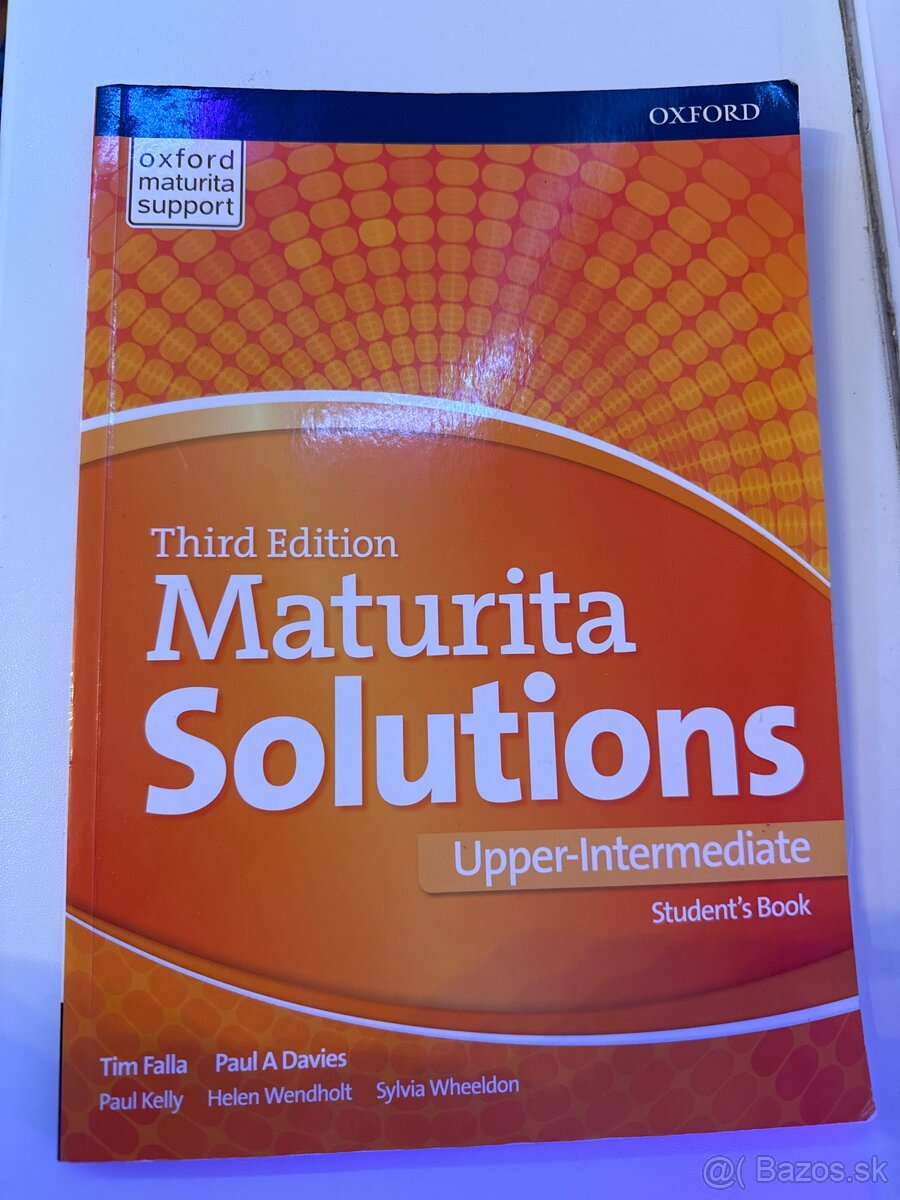 OXFORD
oxford
maturita
support
Third Edition
Maturita
Solutions
Upper-Intermediate
Student's Book
Tim Falla Paul A Davies
Paul Kelly Helen Wendholt Sylvia Wheeldon
@( Bazos.sk